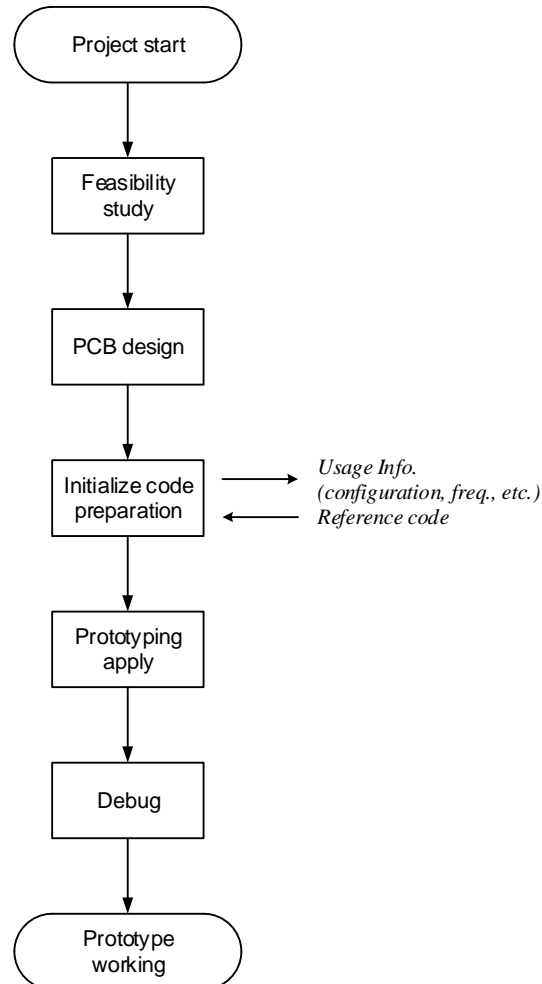 Project start
Feasibility
study
PCB design
Initialize code
preparation
Usage Info.
(configuration, freq., etc.)
Reference code
Prototyping
apply
Debug
Prototype
working